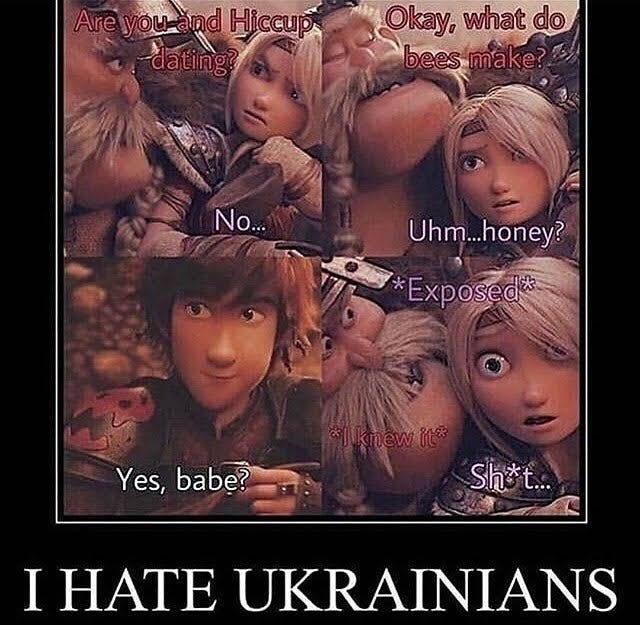 Are you and Hiccup
dating?
No...
Okay, what do
bees make?
Uhm...honey?
Yes, babe?
*Exposed*
*I knew it*
Sh*t...
I HATE UKRAINIANS